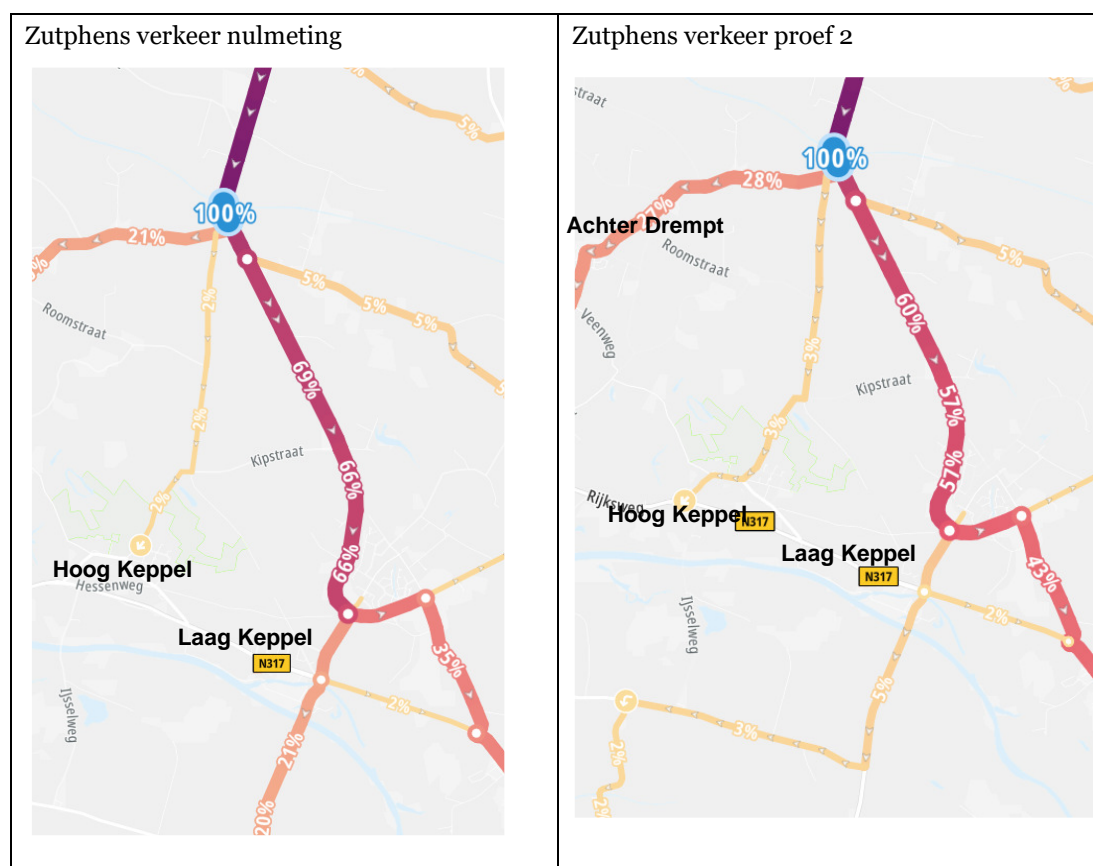 Zutphens verkeer nulmeting
5%
100%
21%
5%
2%
5%
5%
Roomstraat
69%
2%
Kipstraat
66%
2%
Hoog Keppel
66%
Hessenweg
Laag Keppel
N317
35%
IJsselweg
2%
21%
20%
Zutphens verkeer proef 2
straat
100%
28%
27%
Achter Drempt
Roomstraat
5%
60%
Veenweg
3%
Kipstraat
57%
3%
57%
Rijksweg
Hoog Keppel
N317
Laag Keppel
N317
43%
IJsselweg
2%
5%
3%
2%
2%